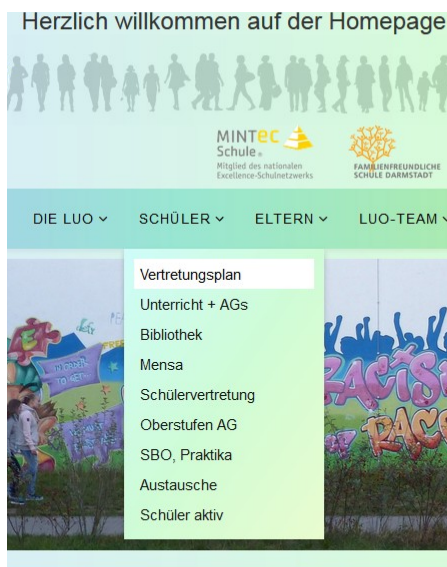 Herzlich willkommen auf der Homepage
MINTec
Schule
Mitglied des nationalen
Excellence-Schulnetzwerks
FAMILIENFREUNDLICHE
SCHULE DARMSTADT
DIE LUO
SCHÜLER
ELTERN
LUO-TEAM
Vertretungsplan
Unterricht + AGs
Bibliothek
Mensa
Schülervertretung
Oberstufen AG
SBO, Praktika
Austausche
Schüler aktiv